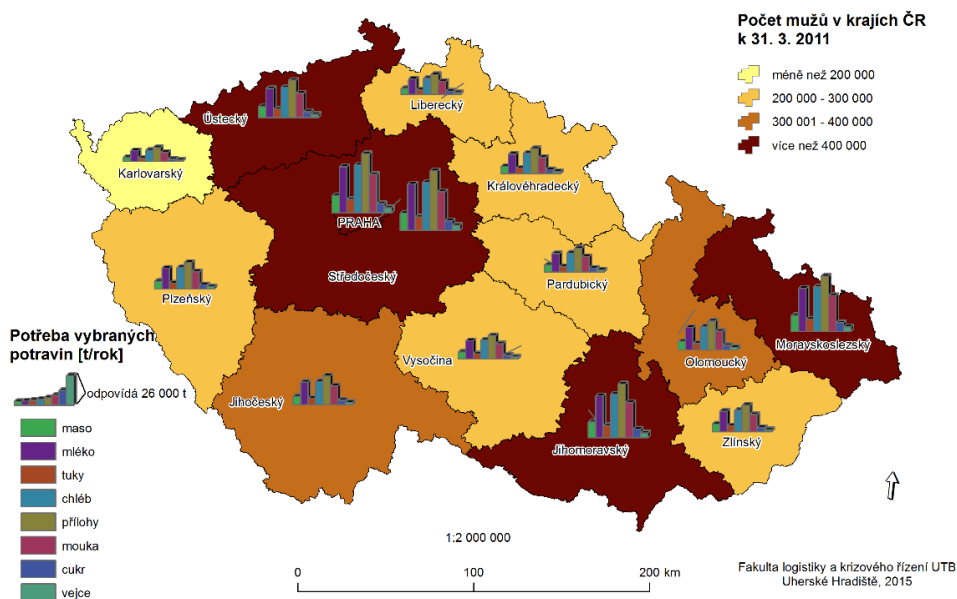 Počet mužů v krajích ČR
k 31. 3. 2011
méně než 200 000
200 000 - 300 000
300 001 - 400 000
více než 400 000
Liberecký
Ústecký
Karlovarský
Královéhradecký
PRAHA
Středočeský
Pardubický
Plzeňský
Moravskoslezský
Vysočina
Olomoucký
Jihočeský
Jihomoravský
Zlínský
Potřeba vybraných
potravin [t/rok]
odpovídá 26 000 t
maso
mléko
tuky
chléb
přílohy
mouka
cukr
vejce
1:2 000 000
0 100 200 km
Fakulta logistiky a krizového řízení UTB
Uherské Hradiště, 2015